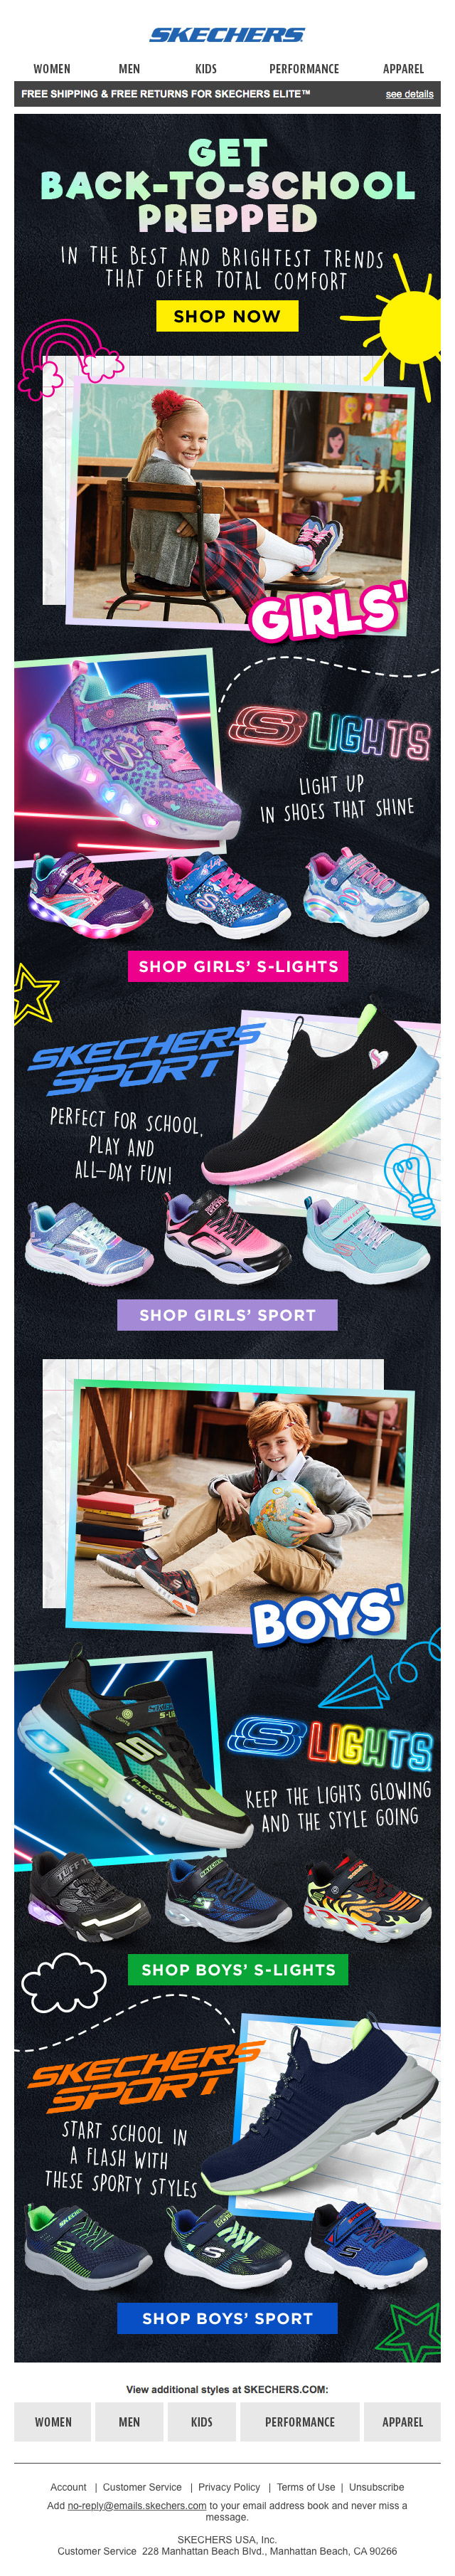 SKECHERS
WOMEN MEN KIDS PERFORMANCE APPAREL
FREE SHIPPING & FREE RETURNS FOR SKECHERS ELITE™ see details
GET
BACK-TO-SCHOOL
PREPPED
IN THE BEST AND BRIGHTEST TRENDS
THAT OFFER TOTAL COMFORT
SHOP NOW
GIRLS'
S LIGHTS
LIGHT UP
IN SHOES THAT SHINE
SHOP GIRLS' S-LIGHTS
SKECHERS
SPORT
PERFECT FOR SCHOOL,
PLAY AND
ALL-DAY FUN!
SHOP GIRLS' SPORT
BOYS'
LIGHTS
S-LI
S
FLEX-GLOW
S LIGHTS
KEEP THE LIGHTS GLOWING
AND THE STYLE GOING
SHOP BOYS' S-LIGHTS
SKECHERS
SPORT
START SCHOOL IN
A FLASH WITH
THESE SPORTY STYLES
SHOP BOYS' SPORT
View additional styles at SKECHERS.COM:
WOMEN MEN KIDS PERFORMANCE APPAREL
Account | Customer Service | Privacy Policy | Terms of Use | Unsubscribe
Add no-reply@emails.skechers.com to your email address book and never miss a
message.
SKECHERS USA, Inc.
Customer Service 228 Manhattan Beach Blvd., Manhattan Beach, CA 90266